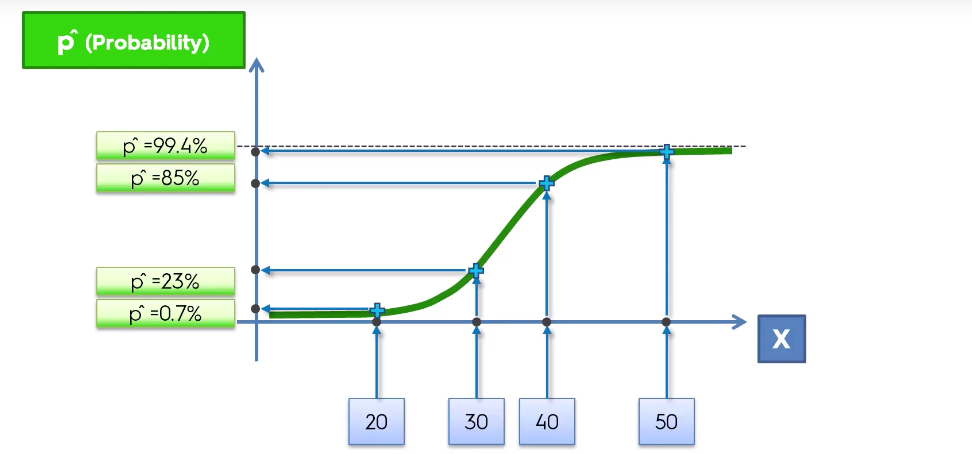 p̂ (Probability)
p̂ =99.4%
p̂ =85%
p̂ =23%
p̂ =0.7%
X
20
30
40
50